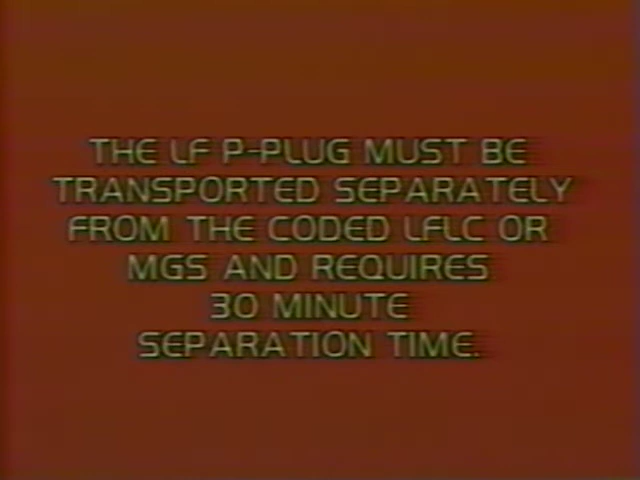 THE LF P-PLUG MUST BE
TRANSPORTED SEPARATELY
FROM THE CODED LFLC OR
MGS AND REQUIRES
30 MINUTE
SEPARATION TIME.